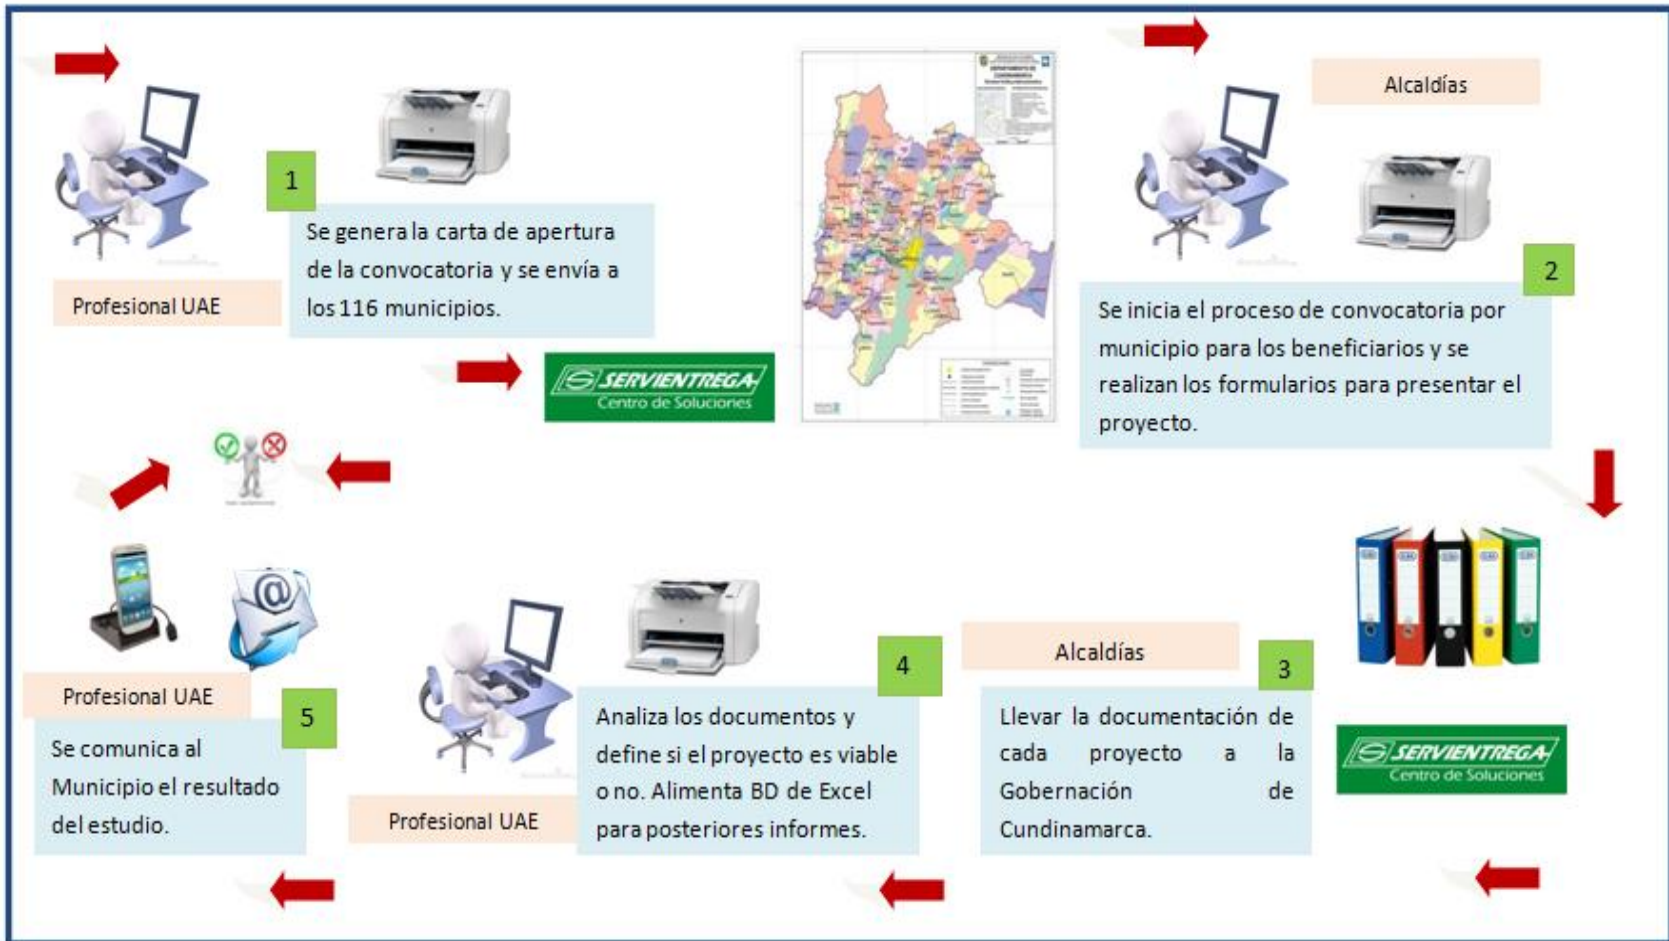 Alcaldías
1
Se genera la carta de apertura
de la convocatoria y se envía a
los 116 municipios.
Profesional UAE
SERVIENTREGA
Centro de Soluciones
DEPARTAMENTO DE
CUNDINAMARCA
2
Se inicia el proceso de convocatoria por
municipio para los beneficiarios y se
realizan los formularios para presentar el
proyecto.
Alcaldías
3
Llevar la documentación de
cada proyecto a la
Gobernación de
Cundinamarca.
SERVIENTREGA
Centro de Soluciones
4
Analiza los documentos y
define si el proyecto es viable
o no. Alimenta BD de Excel
para posteriores informes.
Profesional UAE
Profesional UAE
5
Se comunica al
Municipio el resultado
del estudio.